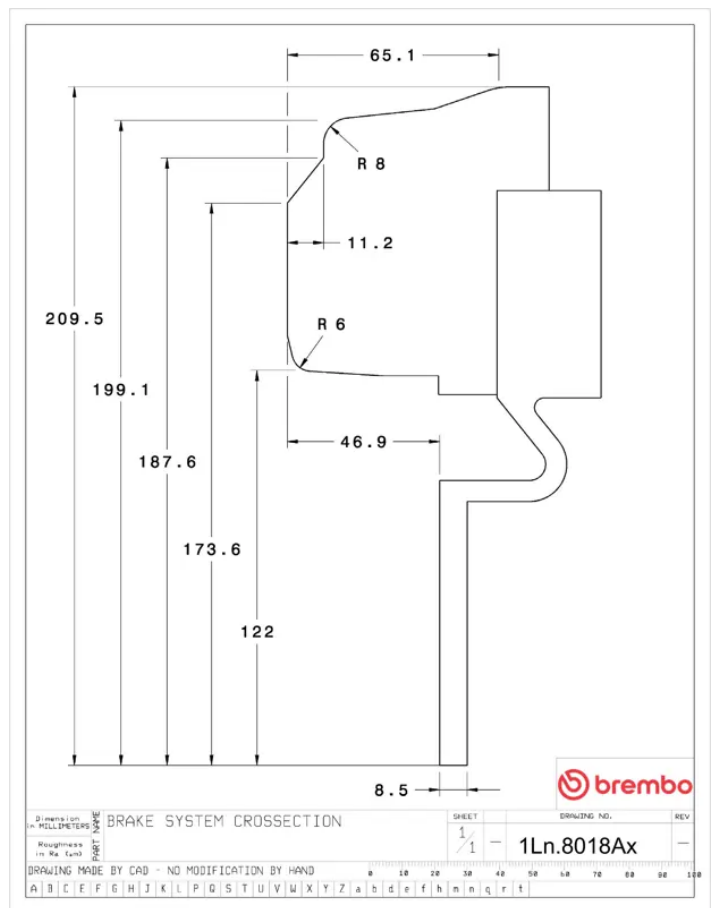 65.1
R 8
11.2
209.5
R 6
199.1
46.9
187.6
173.6
122
8.5
brembo
Dimension
in MILLIMETERS
Roughness
in Ra (um)
PART NAME
BRAKE SYSTEM CROSSECTION
SHEET
1/1
—
DRAWING NO.
1Ln.8018Ax
REV
—
DRAWING MADE BY CAD - NO MODIFICATION BY HAND
0 10 20 30 40 50 60 70 80 90 100
A B C E F G H J K L P Q S T U V W X Y Z a b d e f h m n q r t